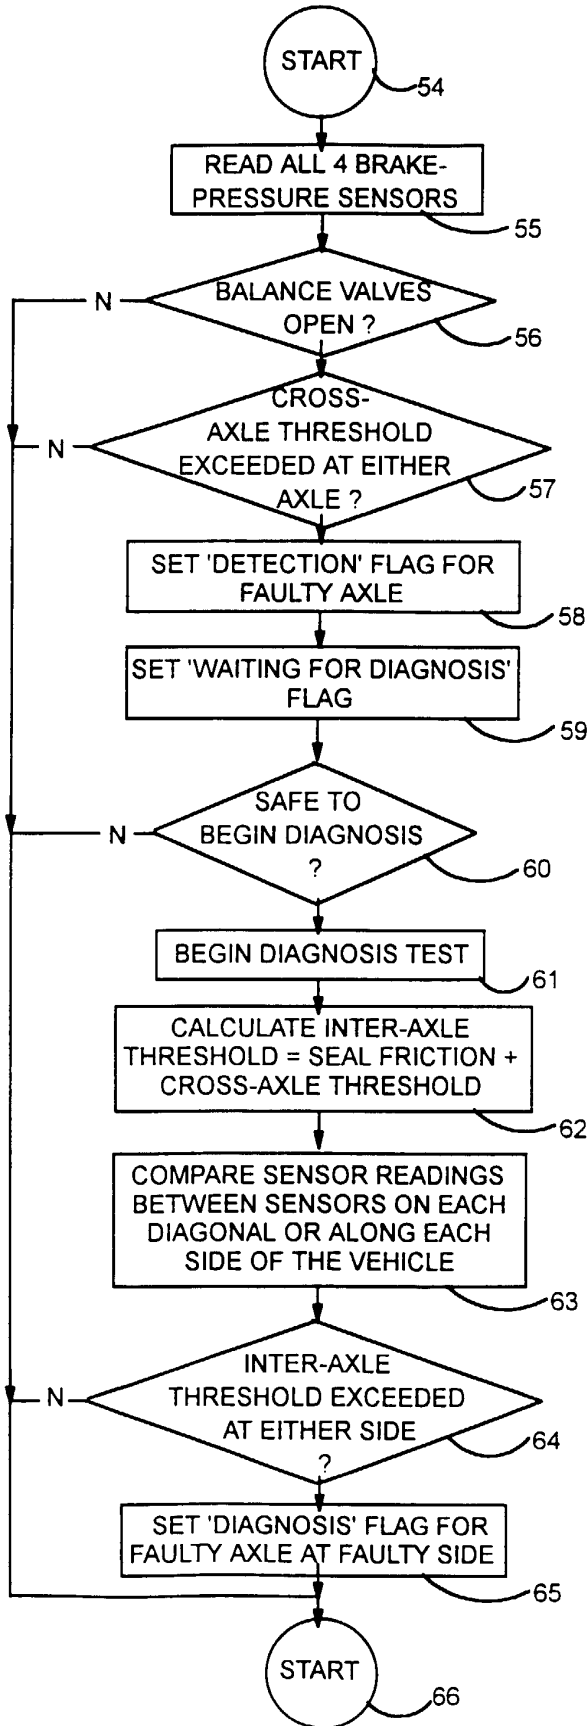 START
54
READ ALL 4 BRAKE-
PRESSURE SENSORS
55
N
BALANCE VALVES
OPEN ?
56
CROSS-
N
AXLE THRESHOLD
EXCEEDED AT EITHER
AXLE ?
57
SET 'DETECTION' FLAG FOR
FAULTY AXLE
58
SET 'WAITING FOR DIAGNOSIS'
FLAG
59
SAFE TO
N
BEGIN DIAGNOSIS
?
60
BEGIN DIAGNOSIS TEST
61
CALCULATE INTER-AXLE
THRESHOLD = SEAL FRICTION +
CROSS-AXLE THRESHOLD
62
COMPARE SENSOR READINGS
BETWEEN SENSORS ON EACH
DIAGONAL OR ALONG EACH
SIDE OF THE VEHICLE
63
INTER-AXLE
N
THRESHOLD EXCEEDED
AT EITHER SIDE
?
64
SET 'DIAGNOSIS' FLAG FOR
FAULTY AXLE AT FAULTY SIDE
65
START
66